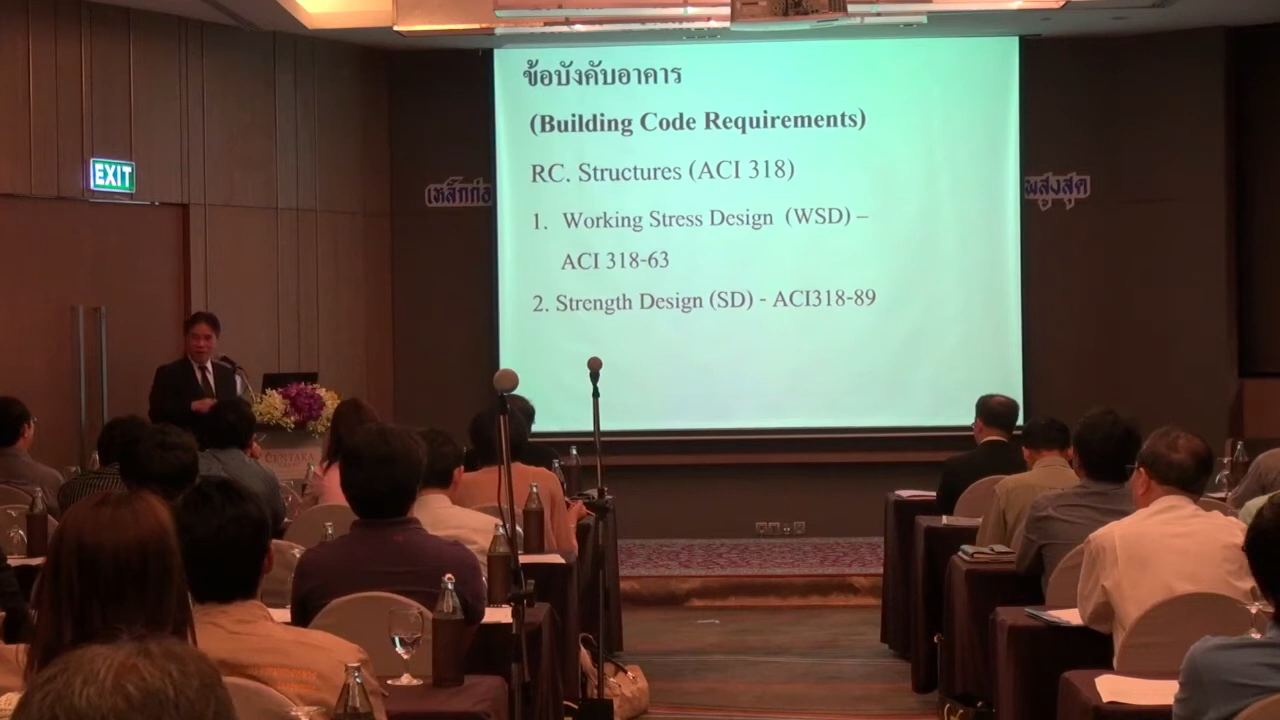 ข้อบังคับอาคาร
(Building Code Requirements)
RC. Structures (ACI 318)
1. Working Stress Design (WSD) –
ACI 318-63
2. Strength Design (SD) - ACI318-89
EXIT
เหล็กก่อ
สูงสุด
CENTARA